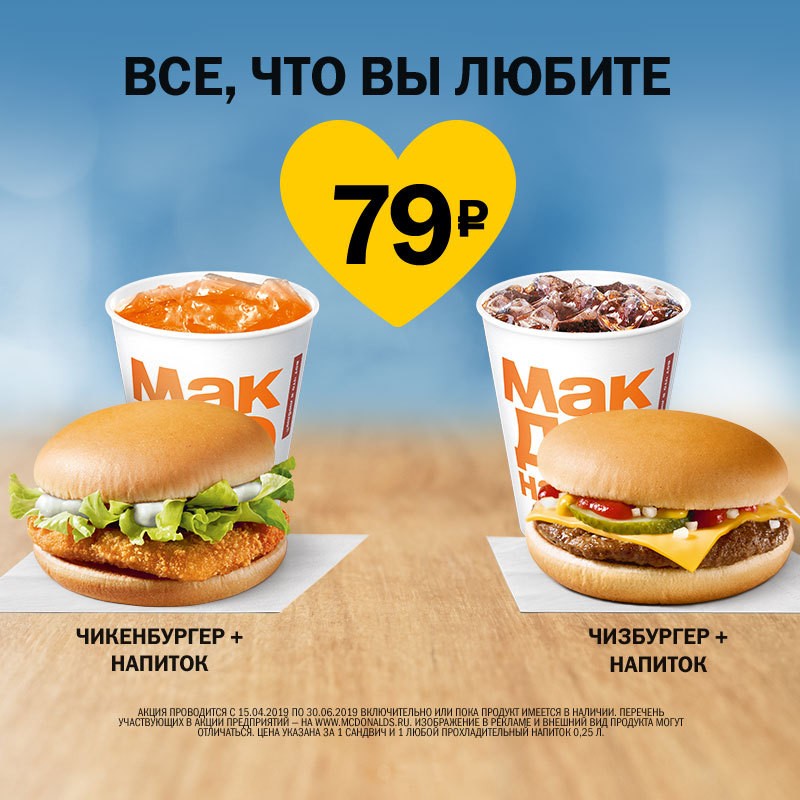 ВСЕ, ЧТО ВЫ ЛЮБИТЕ
79₽
Мак
Мак
ЧИКЕНБУРГЕР +
НАПИТОК
ЧИЗБУРГЕР +
НАПИТОК
АКЦИЯ ПРОВОДИТСЯ С 15.04.2019 ПО 30.06.2019 ВКЛЮЧИТЕЛЬНО ИЛИ ПОКА ПРОДУКТ ИМЕЕТСЯ В НАЛИЧИИ. ПЕРЕЧЕНЬ
УЧАСТВУЮЩИХ В АКЦИИ ПРЕДПРИЯТИЙ — НА WWW.MCDONALDS.RU. ИЗОБРАЖЕНИЕ В РЕКЛАМЕ И ВНЕШНИЙ ВИД ПРОДУКТА МОГУТ
ОТЛИЧАТЬСЯ. ЦЕНА УКАЗАНА ЗА 1 САНДВИЧ И 1 ЛЮБОЙ ПРОХЛАДИТЕЛЬНЫЙ НАПИТОК 0,25 Л.